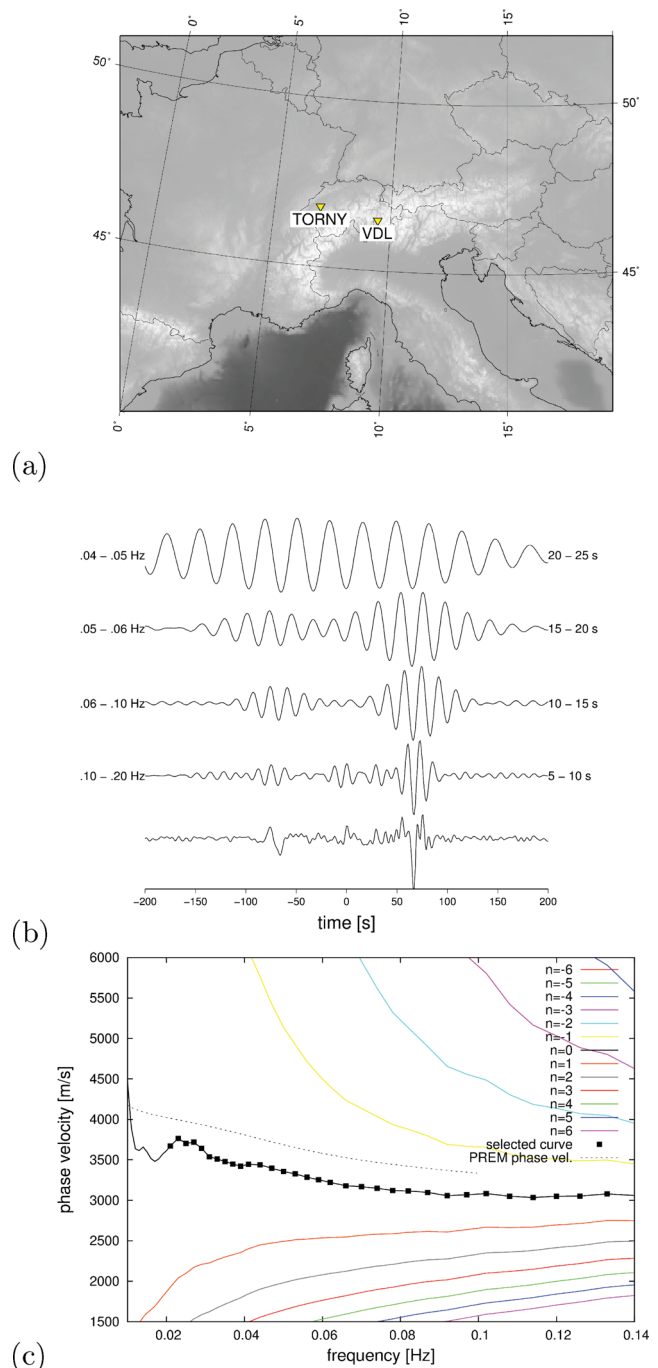 0° 5° 10° 15°
50° 50°
TORNY
VDL
45° 45°
0° 5° 10° 15°
(a)
.04 – .05 Hz 20 – 25 s
.05 – .06 Hz 15 – 20 s
.06 – .10 Hz 10 – 15 s
.10 – .20 Hz 5 – 10 s
−200 −150 −100 −50 0 50 100 150 200
time [s]
(b)
6000
5500
5000
4500
4000
3500
3000
2500
2000
1500
phase velocity [m/s]
n=-6
n=-5
n=-4
n=-3
n=-2
n=-1
n=0
n=1
n=2
n=3
n=4
n=5
n=6
selected curve
PREM phase vel.
0.02 0.04 0.06 0.08 0.1 0.12 0.14
frequency [Hz]
(c)